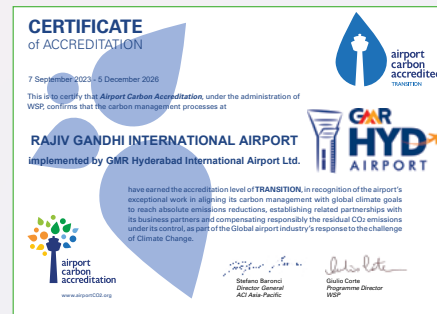 CERTIFICATE
of ACCREDITATION
airport
carbon
accredited
TRANSITION
7 September 2023 - 5 December 2026
This is to certify that Airport Carbon Accreditation, under the administration of
WSP, confirms that the carbon management processes at
GMR
HYD
AIRPORT
RAJIV GANDHI INTERNATIONAL AIRPORT
implemented by GMR Hyderabad International Airport Ltd.
have earned the accreditation level of TRANSITION, in recognition of the airport's
exceptional work in aligning its carbon management with global climate goals
to reach absolute emissions reductions, establishing related partnerships with
its business partners and compensating responsibly the residual CO₂ emissions
under its control, as part of the Global airport industry's response to the challenge
of Climate Change.
airport
carbon
accreditation
www.airportCO2.org
Stefano Baronci
Director General
ACI Asia-Pacific
Giulio Corte
Programme Director
WSP